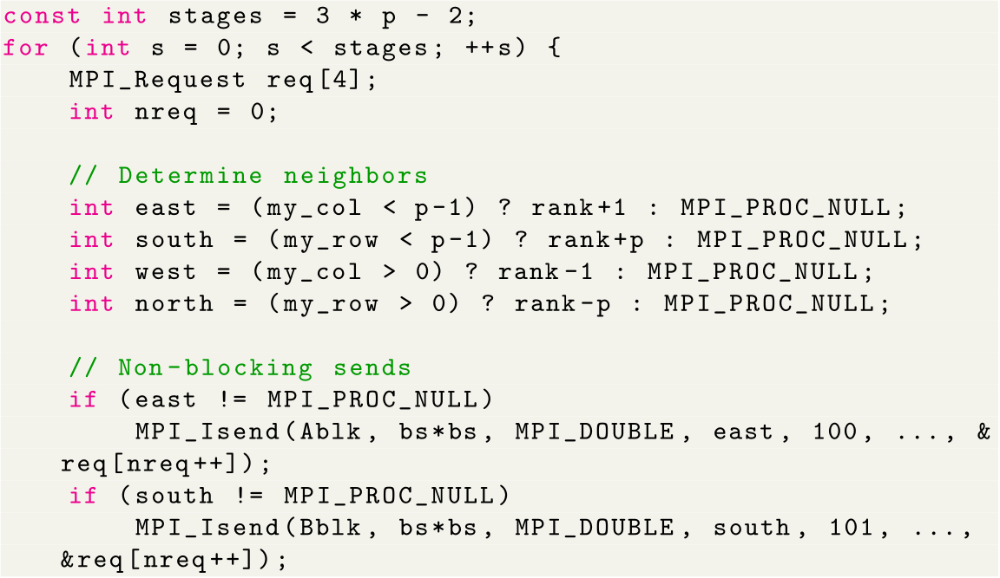 const int stages = 3 * p - 2;
for (int s = 0; s < stages; ++s) {
    MPI_Request req[4];
    int nreq = 0;

    // Determine neighbors
    int east = (my_col < p-1) ? rank+1 : MPI_PROC_NULL;
    int south = (my_row < p-1) ? rank+p : MPI_PROC_NULL;
    int west = (my_col > 0) ? rank-1 : MPI_PROC_NULL;
    int north = (my_row > 0) ? rank-p : MPI_PROC_NULL;

    // Non-blocking sends
    if (east != MPI_PROC_NULL)
        MPI_Isend(Ablk, bs*bs, MPI_DOUBLE, east, 100, ..., &
    req[nreq++]);
    if (south != MPI_PROC_NULL)
        MPI_Isend(Bblk, bs*bs, MPI_DOUBLE, south, 101, ...,
    &req[nreq++]);